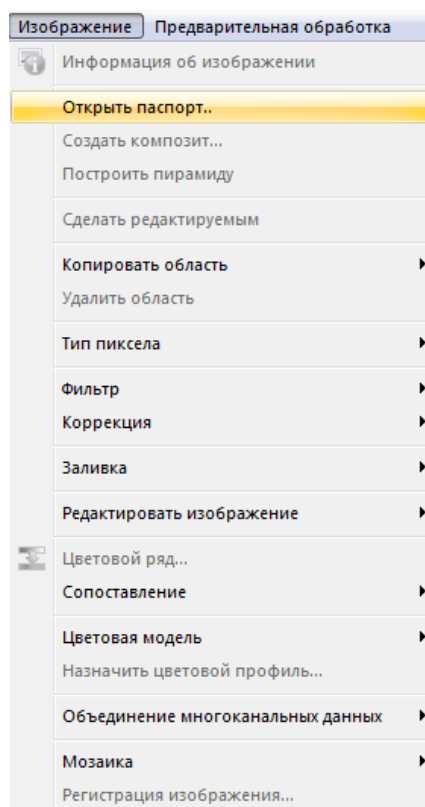 Изображение Предварительная обработка
Информация об изображении
Открыть паспорт..
Создать композит...
Построить пирамиду
Сделать редактируемым
Копировать область
Удалить область
Тип пиксела
Фильтр
Коррекция
Заливка
Редактировать изображение
Цветовой ряд...
Сопоставление
Цветовая модель
Назначить цветовой профиль...
Объединение многоканальных данных
Мозаика
Регистрация изображения...